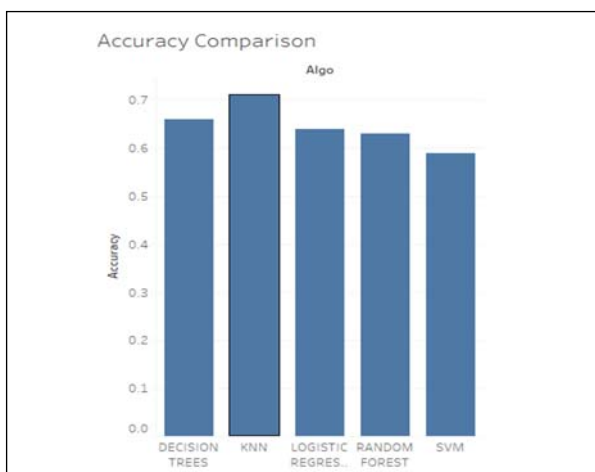 Accuracy Comparison
Algo
0.7
0.6
0.5
0.4
0.3
0.2
0.1
0.0
Accuracy
DECISION TREES
KNN
LOGISTIC REGRES..
RANDOM FOREST
SVM